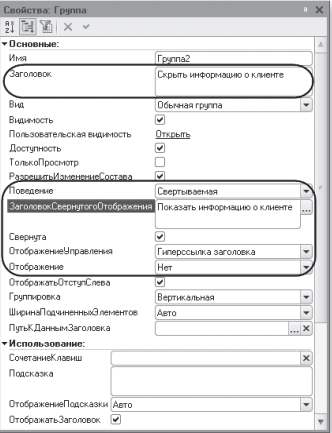 Свойства: Группа
Основные:
Имя Группа2
Заголовок Скрыть информацию о клиенте
Вид Обычная группа
Видимость
Пользовательская видимость Открыть
Доступность
ТолькоПросмотр
РазрешитьИзменениеСостава
Поведение Свертываемая
ЗаголовокСвернутогоОтображения Показать информацию о клиенте ...
Свернута
ОтображениеУправления Гиперссылка заголовка
Отображение Нет
ОтображатьОтступСлева
Группировка Вертикальная
ШиринаПодчиненныхЭлементов Авто
ПутьКДаннымЗаголовка ... X
Использование:
СочетаниеКлавиш X
Подсказка
ОтображениеПодсказки Авто
ОтображатьЗаголовок